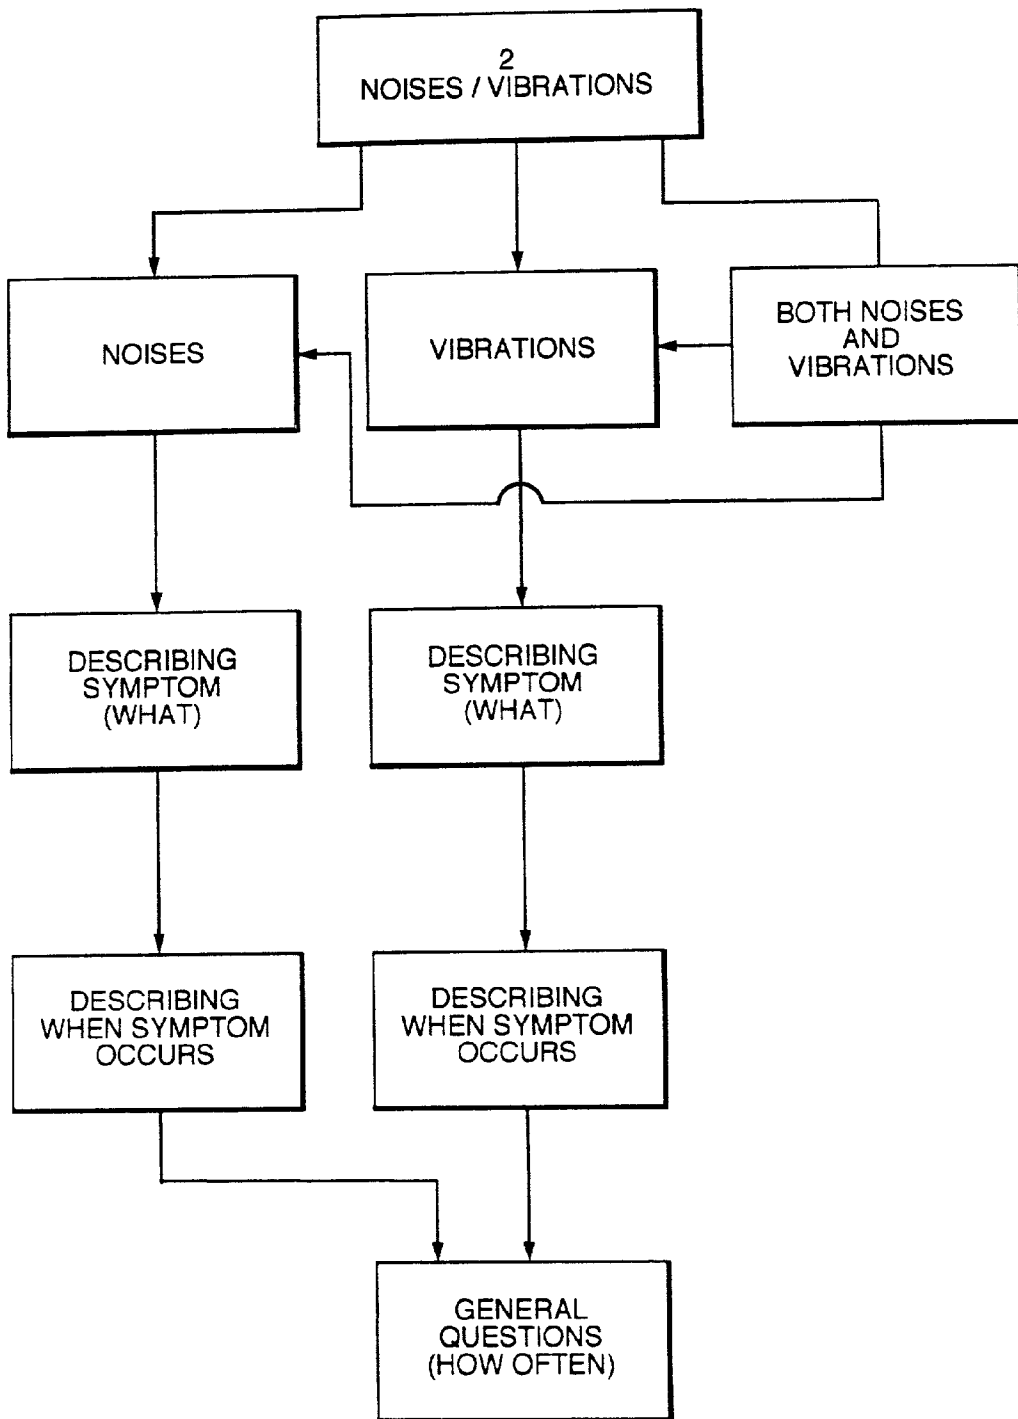 2
NOISES / VIBRATIONS
NOISES
VIBRATIONS
BOTH NOISES
AND
VIBRATIONS
DESCRIBING
SYMPTOM
(WHAT)
DESCRIBING
SYMPTOM
(WHAT)
DESCRIBING
WHEN SYMPTOM
OCCURS
DESCRIBING
WHEN SYMPTOM
OCCURS
GENERAL
QUESTIONS
(HOW OFTEN)